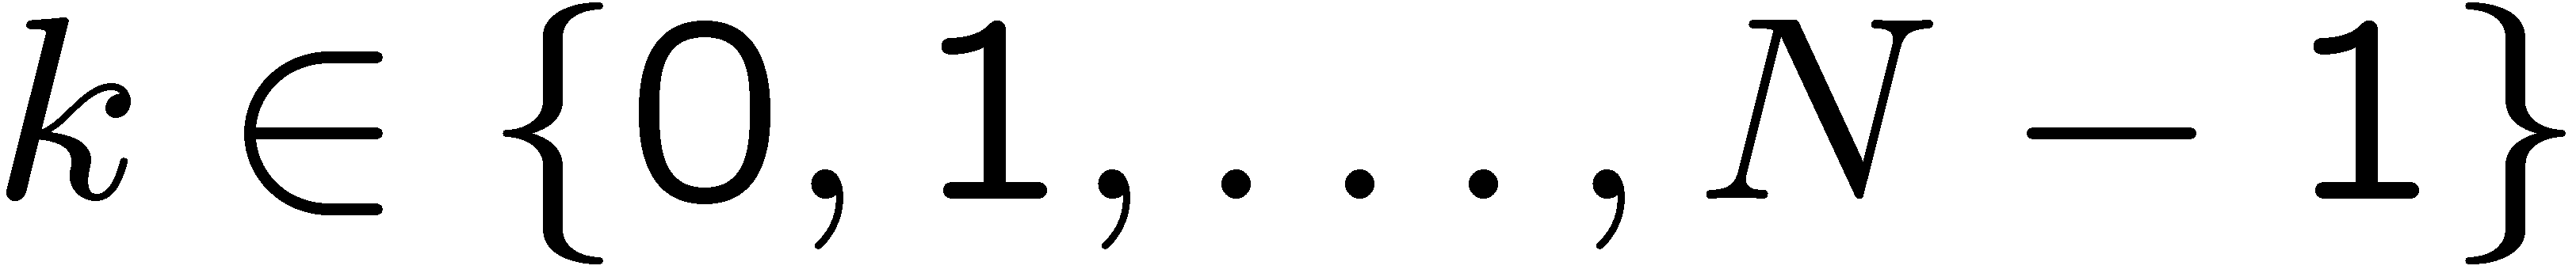 k ∈ {0, 1, . . . , N − 1}